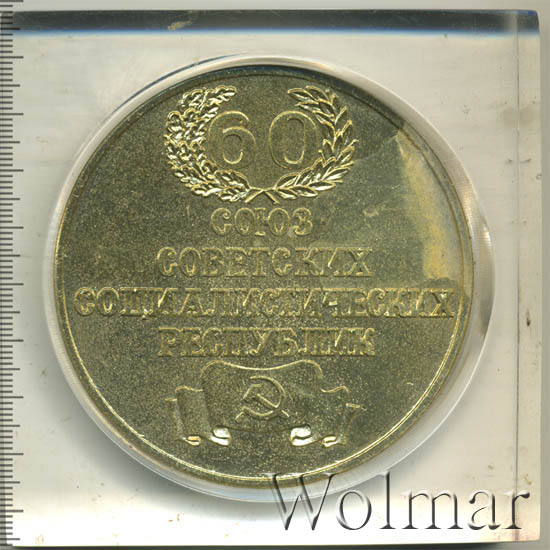 60
СОЮЗ
СОВЕТСКИХ
СОЦИАЛИСТИЧЕСКИХ
РЕСПУБЛИК
Wolmar